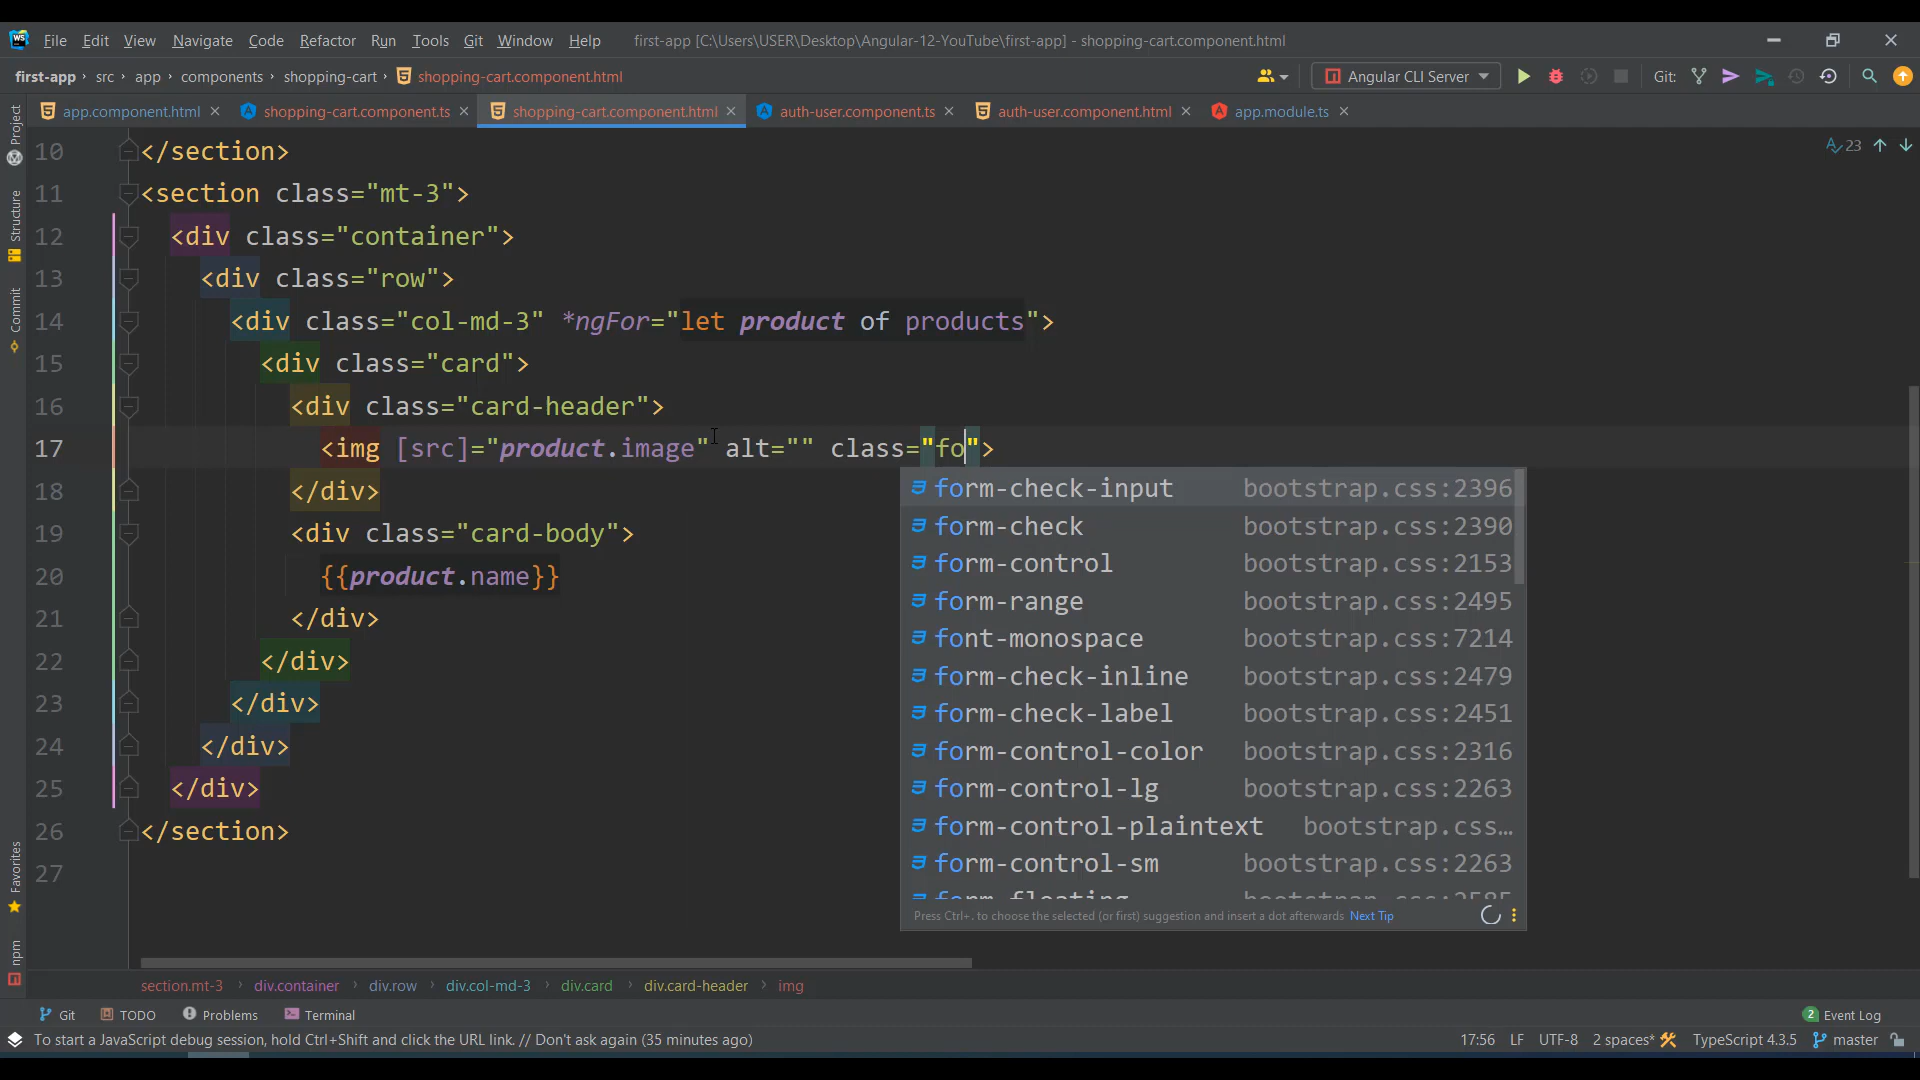 WS File Edit View Navigate Code Refactor Run Tools Git Window Help first-app [C:\Users\USER\Desktop\Angular-12-YouTube\first-app] - shopping-cart.component.html
first-app src app components shopping-cart shopping-cart.component.html Angular CLI Server Git:
app.component.html shopping-cart.component.ts shopping-cart.component.html auth-user.component.ts auth-user.component.html app.module.ts
Project
Structure
Commit
Favorites
npm
23
10 </section>
11 <section class="mt-3">
12 <div class="container">
13 <div class="row">
14 <div class="col-md-3" *ngFor="let product of products">
15 <div class="card">
16 <div class="card-header">
17 <img [src]="product.image" alt="" class="fo">
18 </div>
19 <div class="card-body">
20 {{product.name}}
21 </div>
22 </div>
23 </div>
24 </div>
25 </div>
26 </section>
27
form-check-input bootstrap.css:2396
form-check bootstrap.css:2390
form-control bootstrap.css:2153
form-range bootstrap.css:2495
font-monospace bootstrap.css:7214
form-check-inline bootstrap.css:2479
form-check-label bootstrap.css:2451
form-control-color bootstrap.css:2316
form-control-lg bootstrap.css:2263
form-control-plaintext bootstrap.css…
form-control-sm bootstrap.css:2263
form-floating bootstrap.css:2585
Press Ctrl+. to choose the selected (or first) suggestion and insert a dot afterwards Next Tip
section.mt-3 div.container div.row div.col-md-3 div.card div.card-header img
Git TODO Problems Terminal 2 Event Log
To start a JavaScript debug session, hold Ctrl+Shift and click the URL link. // Don't ask again (35 minutes ago) 17:56 LF UTF-8 2 spaces* TypeScript 4.3.5 master